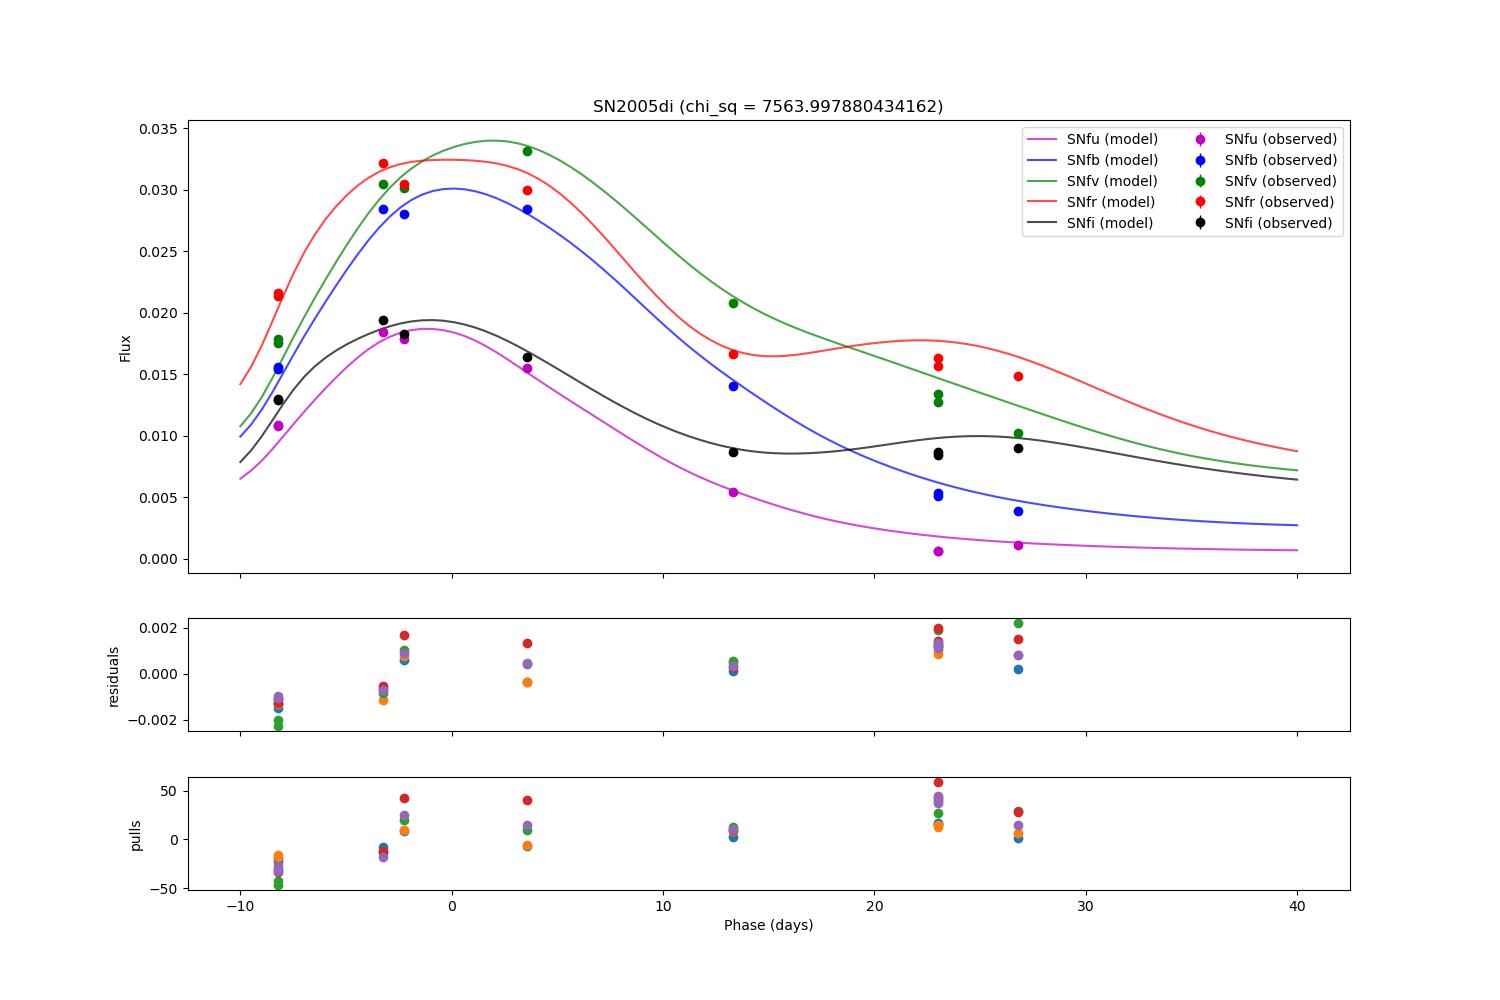 SN2005di (chi_sq = 7563.997880434162)
0.035
0.030
0.025
0.020
0.015
0.010
0.005
0.000
Flux
SNfu (model)
SNfb (model)
SNfv (model)
SNfr (model)
SNfi (model)
SNfu (observed)
SNfb (observed)
SNfv (observed)
SNfr (observed)
SNfi (observed)
0.002
0.000
−0.002
residuals
50
0
−50
pulls
−10 0 10 20 30 40
Phase (days)